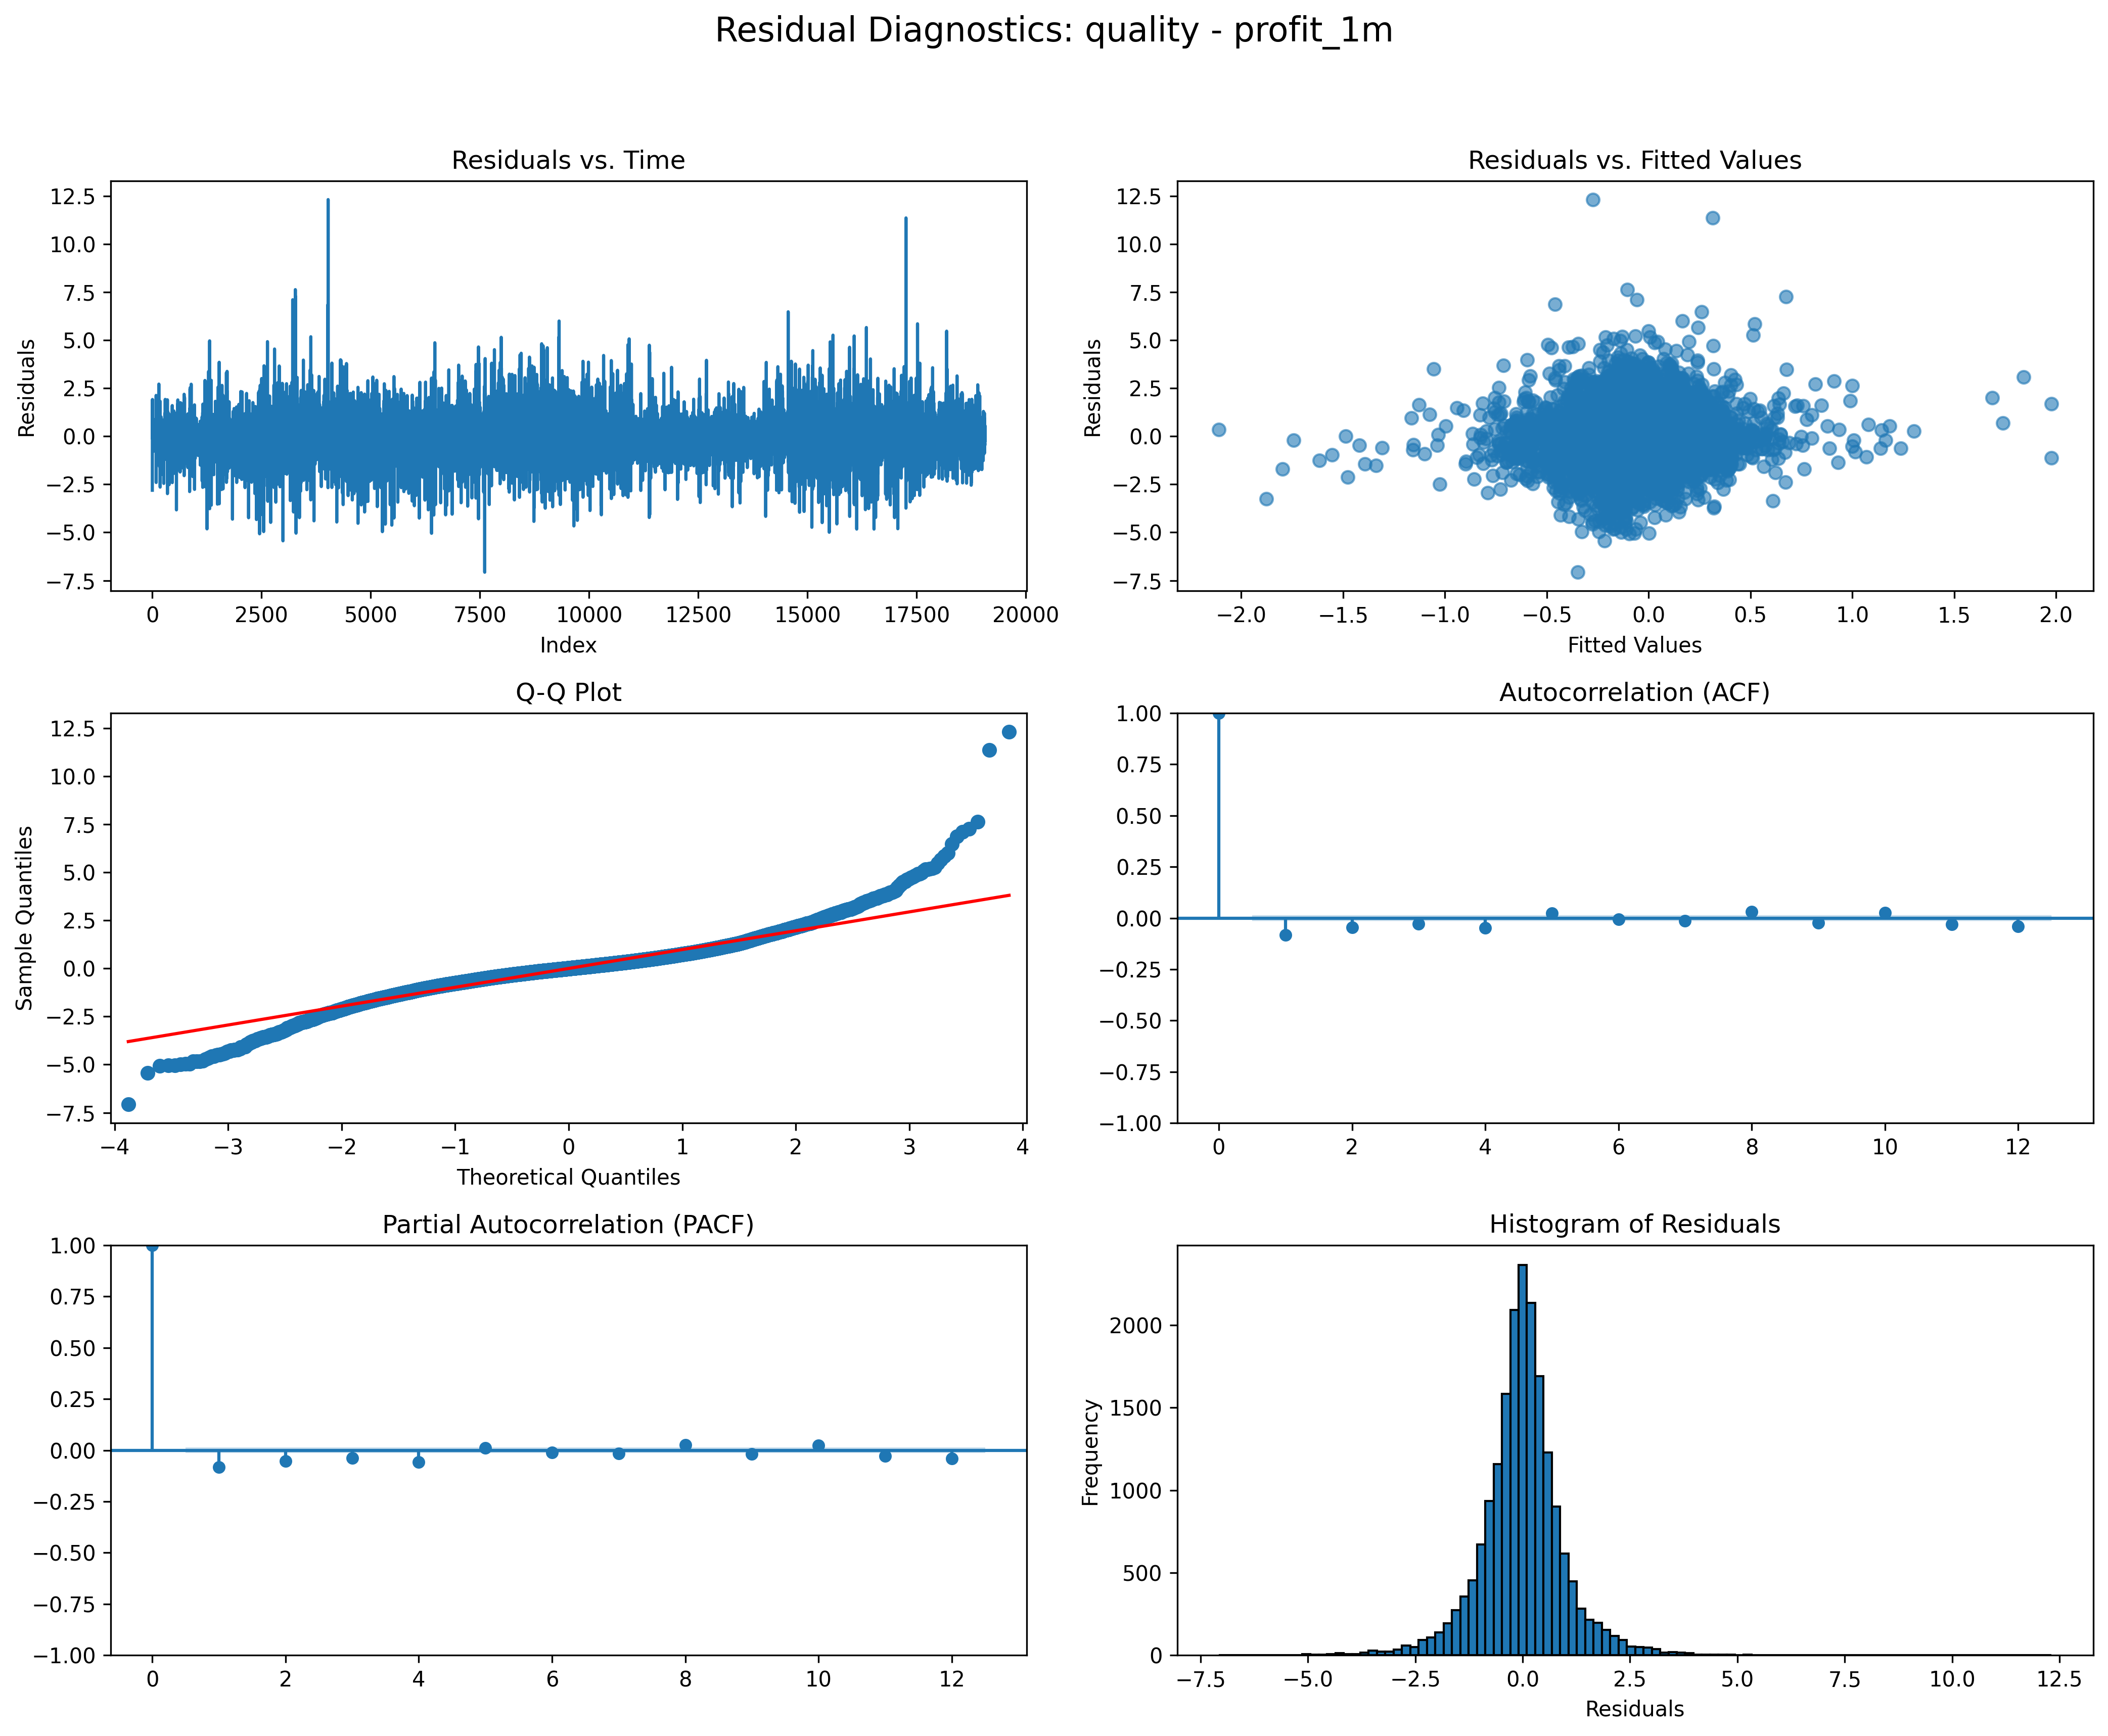 Residual Diagnostics: quality - profit_1m
Residuals vs. Time
12.5
10.0
7.5
5.0
2.5
0.0
−2.5
−5.0
−7.5
Residuals
0 2500 5000 7500 10000 12500 15000 17500 20000
Index
Residuals vs. Fitted Values
12.5
10.0
7.5
5.0
2.5
0.0
−2.5
−5.0
−7.5
Residuals
−2.0 −1.5 −1.0 −0.5 0.0 0.5 1.0 1.5 2.0
Fitted Values
Q-Q Plot
12.5
10.0
7.5
5.0
2.5
0.0
−2.5
−5.0
−7.5
Sample Quantiles
−4 −3 −2 −1 0 1 2 3 4
Theoretical Quantiles
Autocorrelation (ACF)
1.00
0.75
0.50
0.25
0.00
−0.25
−0.50
−0.75
−1.00
0 2 4 6 8 10 12
Partial Autocorrelation (PACF)
1.00
0.75
0.50
0.25
0.00
−0.25
−0.50
−0.75
−1.00
0 2 4 6 8 10 12
Histogram of Residuals
2000
1500
1000
500
0
Frequency
−7.5 −5.0 −2.5 0.0 2.5 5.0 7.5 10.0 12.5
Residuals